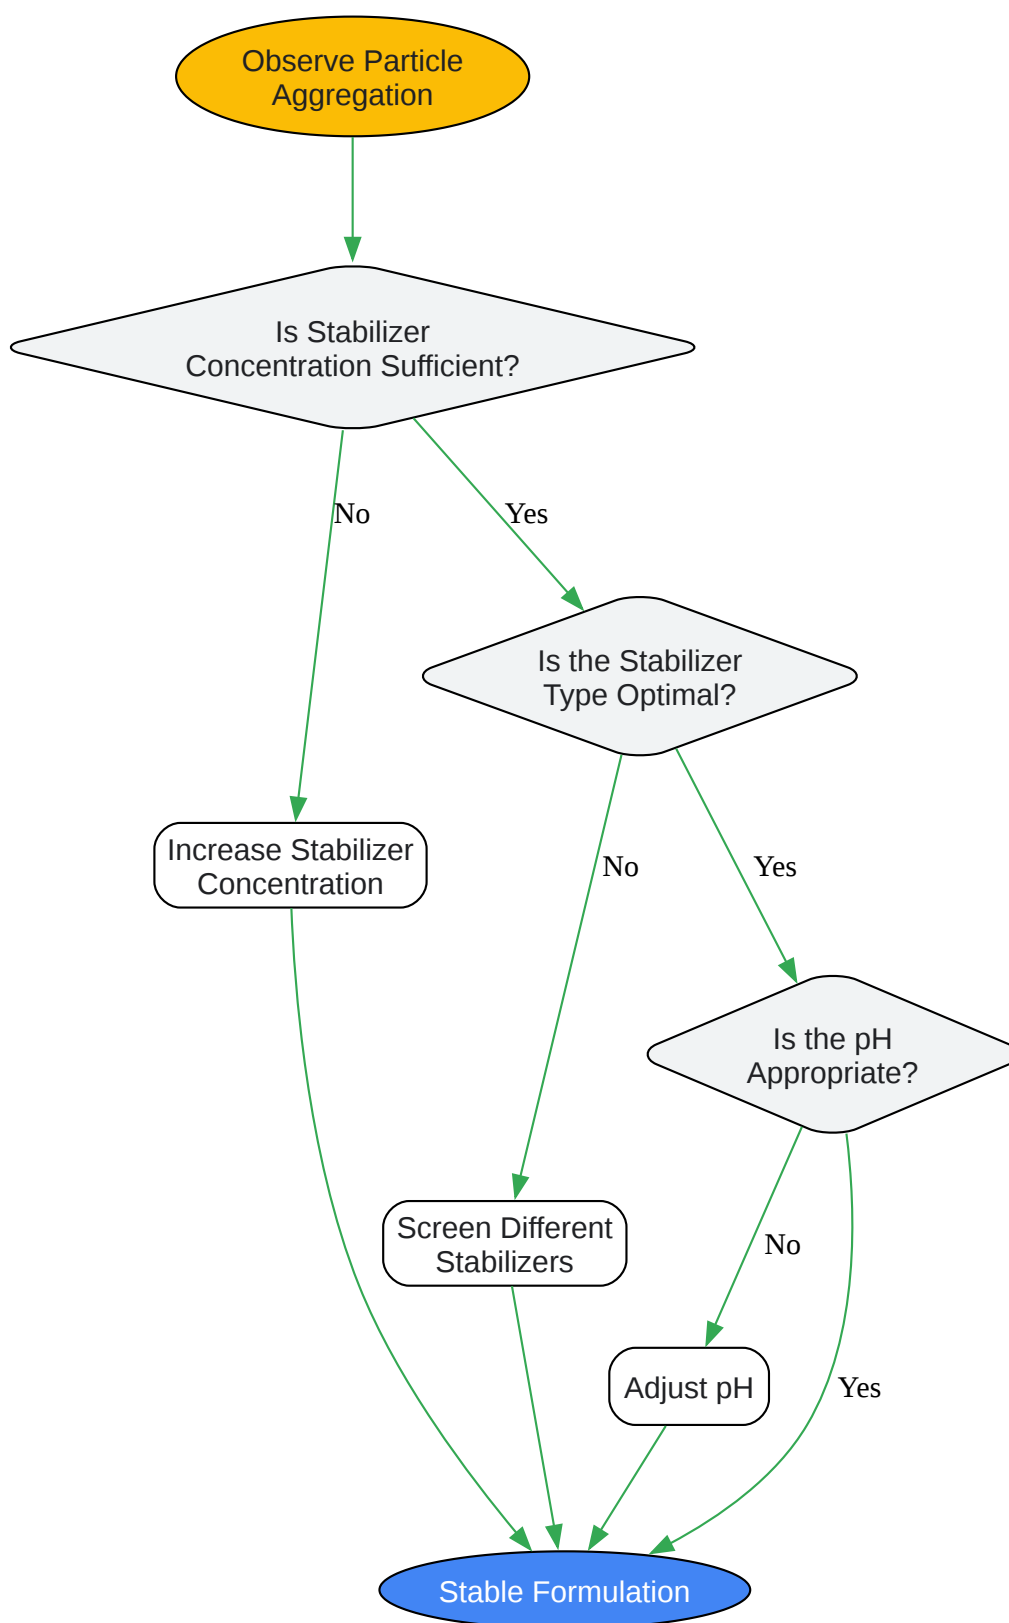 Observe Particle
Aggregation
Is Stabilizer
Concentration Sufficient?
No
Yes
Is the Stabilizer
Type Optimal?
Increase Stabilizer
Concentration
No
Yes
Is the pH
Appropriate?
Screen Different
Stabilizers
No
Adjust pH
Yes
Stable Formulation